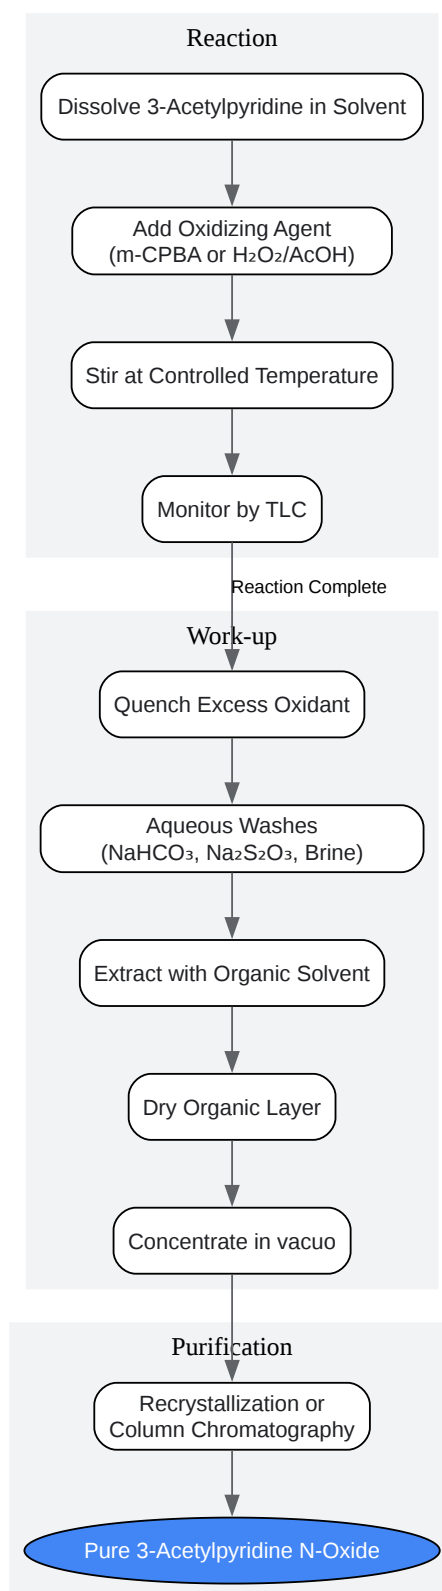 Reaction
Dissolve 3-Acetylpyridine in Solvent
Add Oxidizing Agent
(m-CPBA or H₂O₂/AcOH)
Stir at Controlled Temperature
Monitor by TLC
Reaction Complete
Work-up
Quench Excess Oxidant
Aqueous Washes
(NaHCO₃, Na₂S₂O₃, Brine)
Extract with Organic Solvent
Dry Organic Layer
Concentrate in vacuo
Purification
Recrystallization or
Column Chromatography
Pure 3-Acetylpyridine N-Oxide